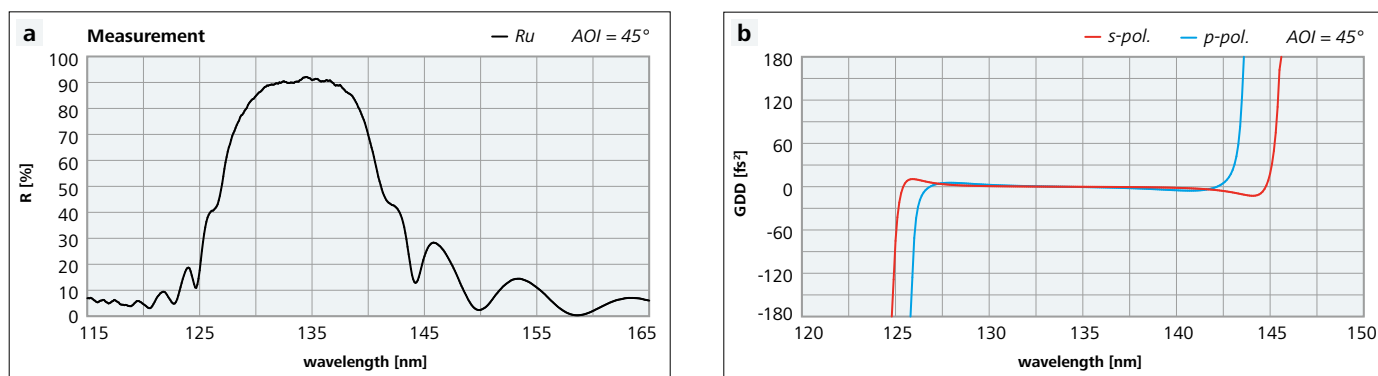 a Measurement — Ru AOI = 45°
100
90
80
70
60
50
40
30
20
10
0
R [%]
115 125 135 145 155 165
wavelength [nm]
b — s-pol. — p-pol. AOI = 45°
180
120
60
0
-60
-120
-180
GDD [fs²]
120 125 130 135 140 145 150
wavelength [nm]